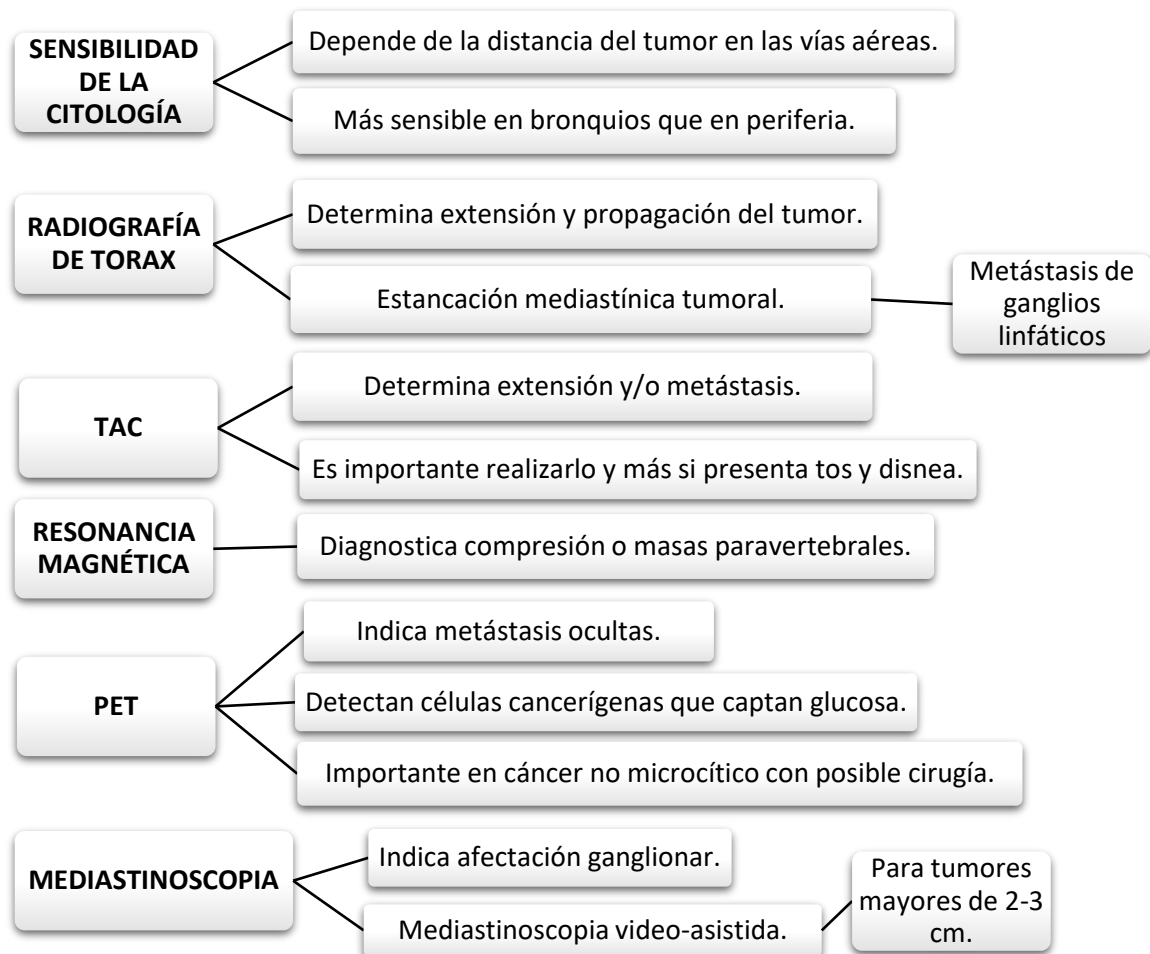 SENSIBILIDAD
DE LA
CITOLOGÍA
Depende de la distancia del tumor en las vías aéreas.
Más sensible en bronquios que en periferia.
RADIOGRAFÍA
DE TORAX
Determina extensión y propagación del tumor.
Estancación mediastínica tumoral.
Metástasis de
ganglios
linfáticos
TAC
Determina extensión y/o metástasis.
Es importante realizarlo y más si presenta tos y disnea.
RESONANCIA
MAGNÉTICA
Diagnostica compresión o masas paravertebrales.
PET
Indica metástasis ocultas.
Detectan células cancerígenas que captan glucosa.
Importante en cáncer no microcítico con posible cirugía.
MEDIASTINOSCOPIA
Indica afectación ganglionar.
Mediastinoscopia video-asistida.
Para tumores
mayores de 2-3
cm.